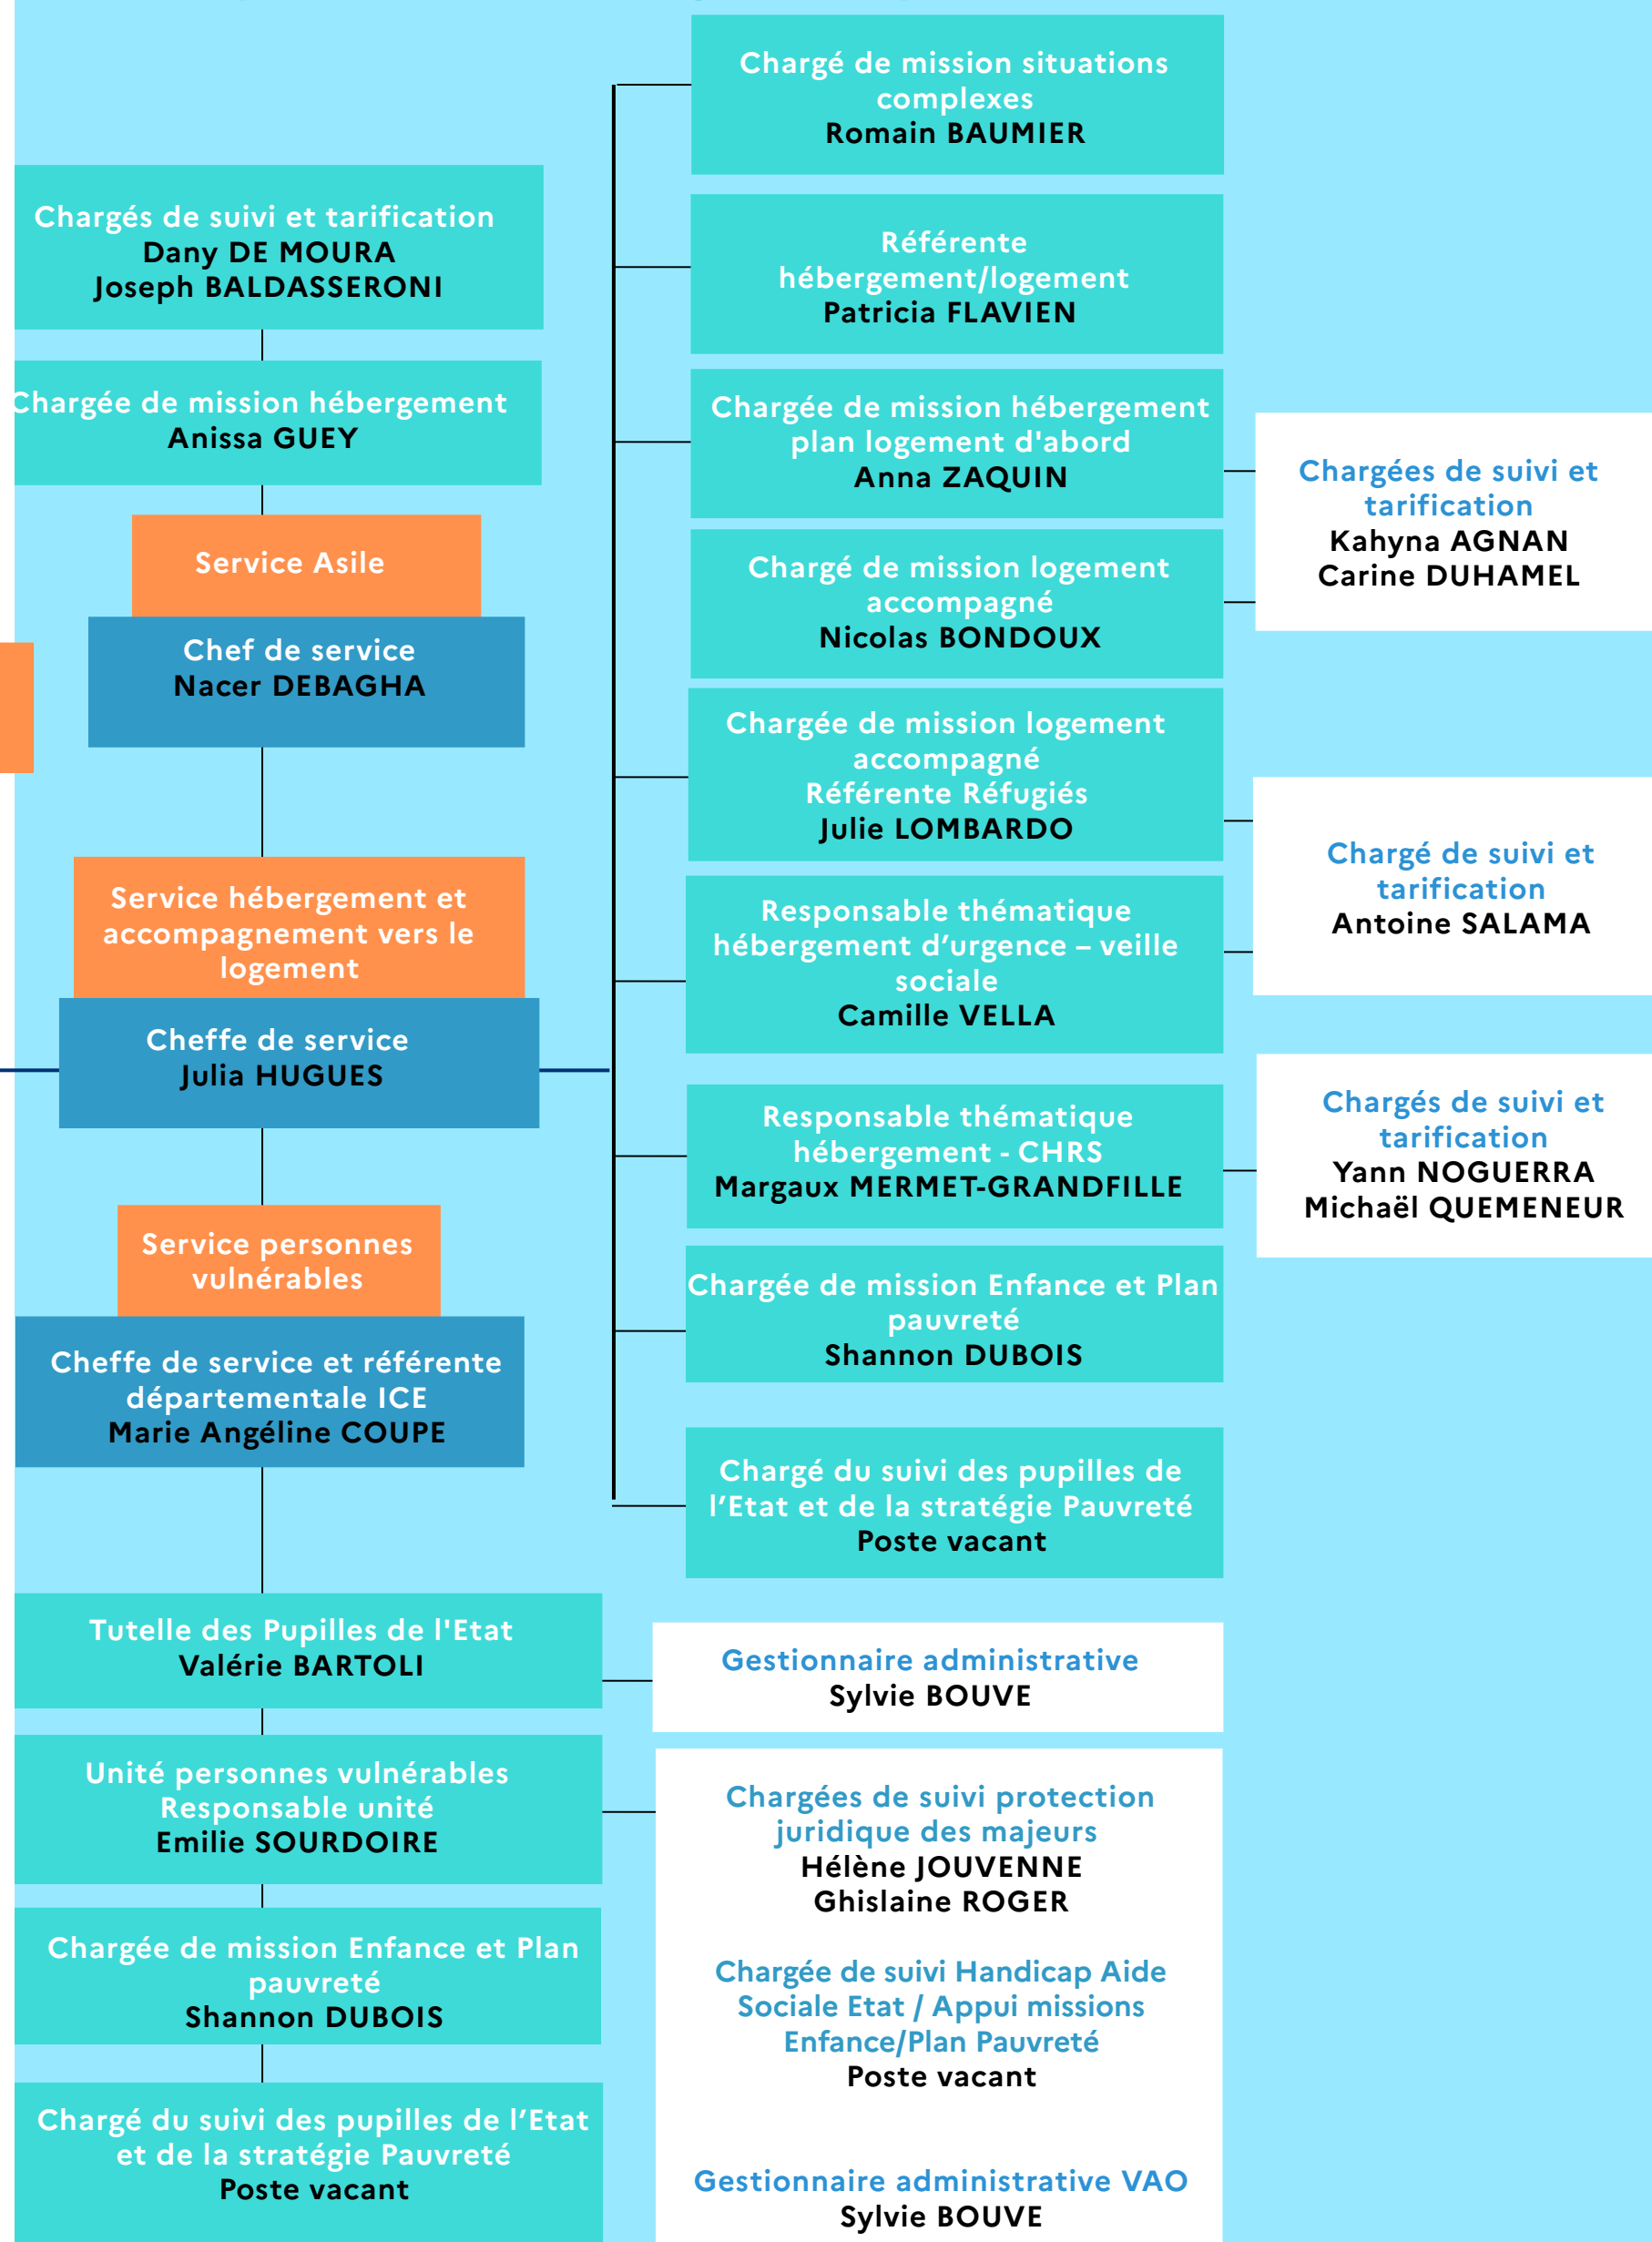 Chargés de suivi et tarification
Dany DE MOURA
Joseph BALDASSERONI
Chargée de mission hébergement
Anissa GUEY
Service Asile
Chef de service
Nacer DEBAGHA
Service hébergement et
accompagnement vers le
logement
Cheffe de service
Julia HUGUES
Service personnes
vulnérables
Cheffe de service et référente
départementale ICE
Marie Angéline COUPE
Tutelle des Pupilles de l'Etat
Valérie BARTOLI
Unité personnes vulnérables
Responsable unité
Emilie SOURDOIRE
Chargée de mission Enfance et Plan
pauvreté
Shannon DUBOIS
Chargé du suivi des pupilles de l’Etat
et de la stratégie Pauvreté
Poste vacant
Chargé de mission situations
complexes
Romain BAUMIER
Référente
hébergement/logement
Patricia FLAVIEN
Chargée de mission hébergement
plan logement d'abord
Anna ZAQUIN
Chargé de mission logement
accompagné
Nicolas BONDOUX
Chargée de mission logement
accompagné
Référente Réfugiés
Julie LOMBARDO
Responsable thématique
hébergement d’urgence – veille
sociale
Camille VELLA
Responsable thématique
hébergement - CHRS
Margaux MERMET-GRANDFILLE
Chargée de mission Enfance et Plan
pauvreté
Shannon DUBOIS
Chargé du suivi des pupilles de
l’Etat et de la stratégie Pauvreté
Poste vacant
Gestionnaire administrative
Sylvie BOUVE
Chargées de suivi protection
juridique des majeurs
Hélène JOUVENNE
Ghislaine ROGER
Chargée de suivi Handicap Aide
Sociale Etat / Appui missions
Enfance/Plan Pauvreté
Poste vacant
Gestionnaire administrative VAO
Sylvie BOUVE
Chargées de suivi et
tarification
Kahyna AGNAN
Carine DUHAMEL
Chargé de suivi et
tarification
Antoine SALAMA
Chargés de suivi et
tarification
Yann NOGUERRA
Michaël QUEMENEUR